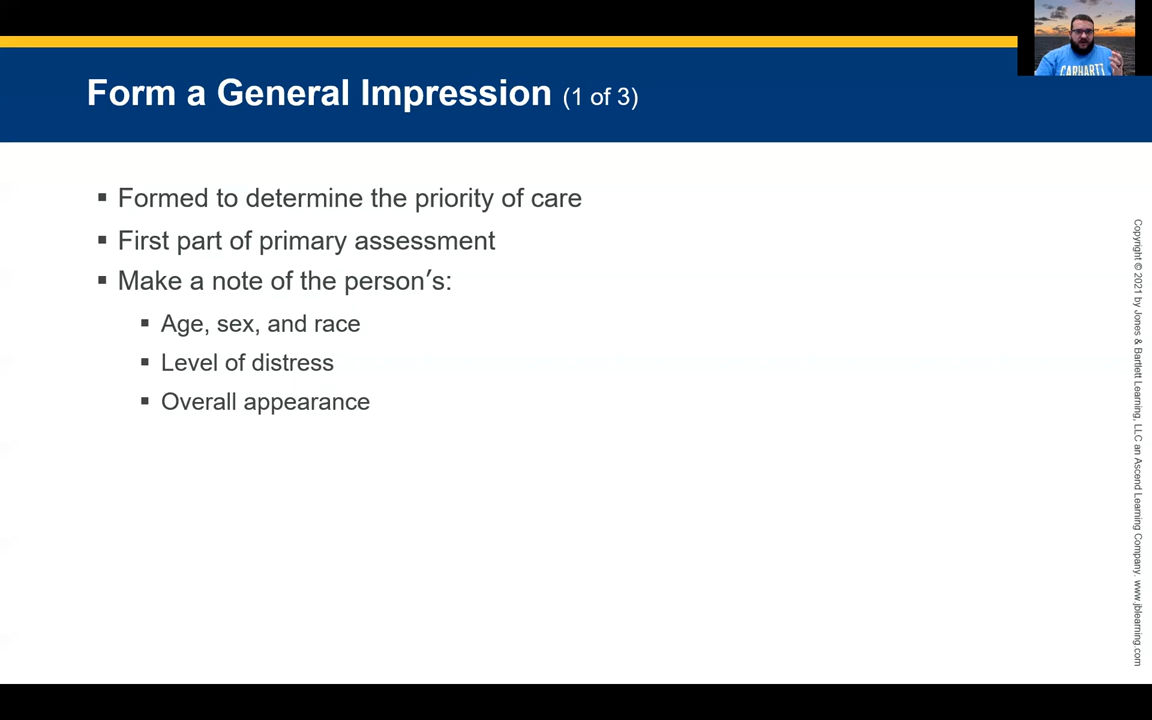 Form a General Impression (1 of 3)
CARHARTT
▪ Formed to determine the priority of care
▪ First part of primary assessment
▪ Make a note of the person′s:
▪ Age, sex, and race
▪ Level of distress
▪ Overall appearance
Copyright © 2021 by Jones & Bartlett Learning, LLC an Ascend Learning Company. www.jblearning.com